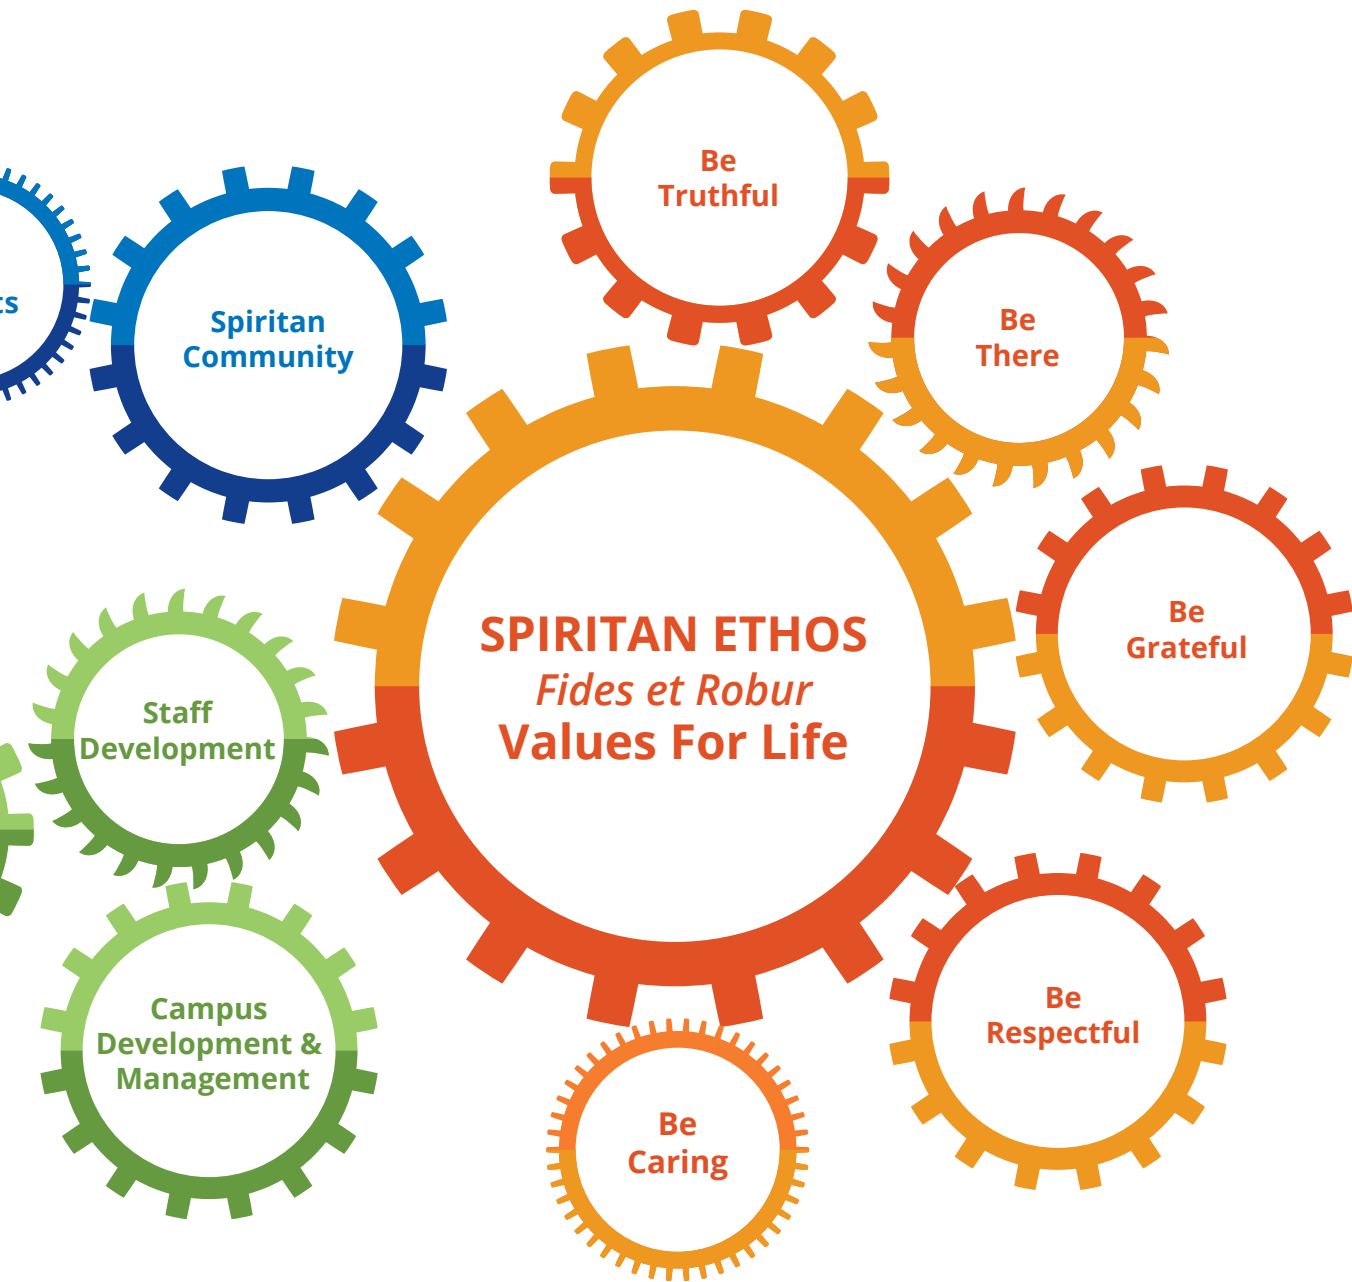 Be
Truthful
Spiritan
Community
Be
There
SPIRITAN ETHOS
Fides et Robur
Values For Life
Be
Grateful
Staff
Development
Campus
Development &
Management
Be
Respectful
Be
Caring